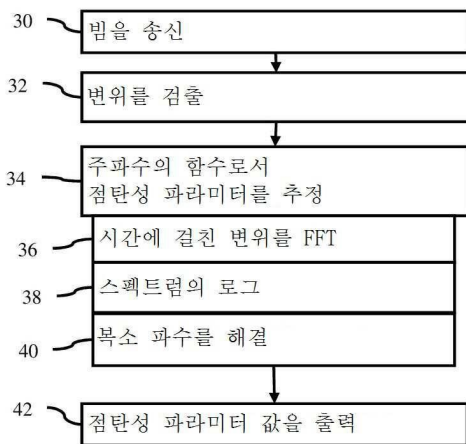 30 빔을 송신
32 변위를 검출
34 주파수의 함수로서
점탄성 파라미터를 추정
36 시간에 걸친 변위를 FFT
38 스펙트럼의 로그
40 복소 파수를 해결
42 점탄성 파라미터 값을 출력